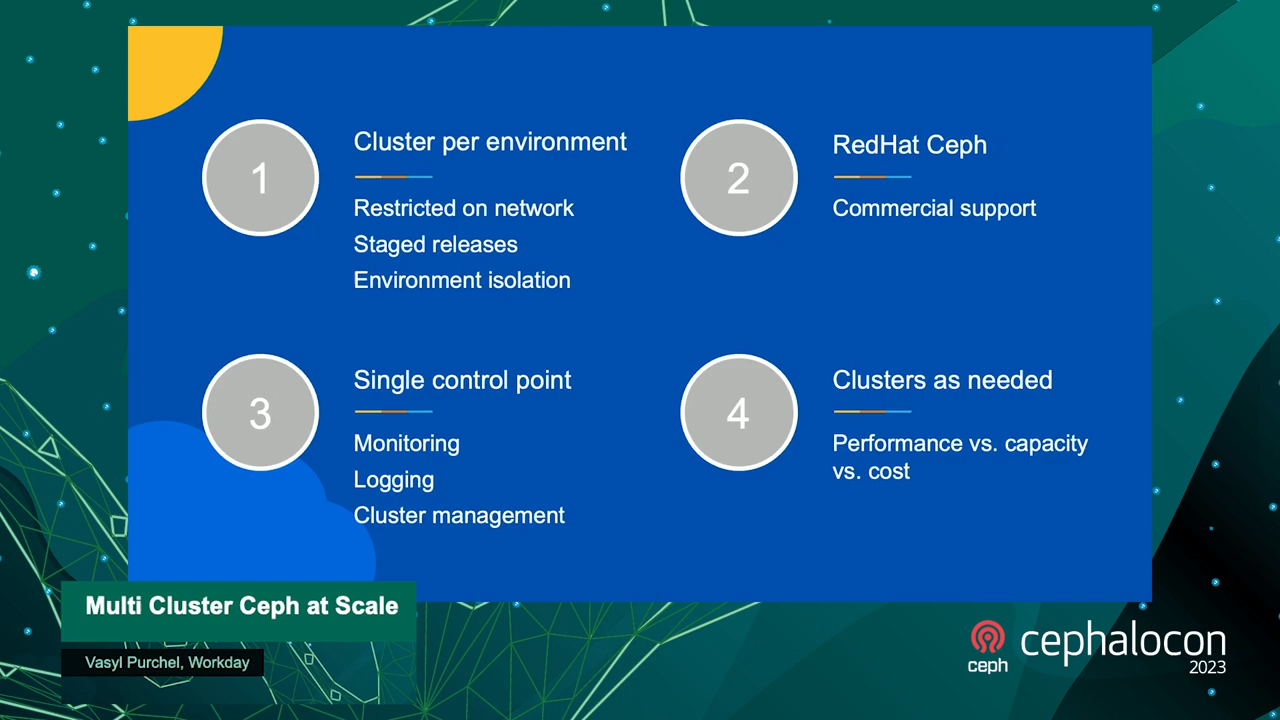 1
Cluster per environment
Restricted on network
Staged releases
Environment isolation
2
RedHat Ceph
Commercial support
3
Single control point
Monitoring
Logging
Cluster management
4
Clusters as needed
Performance vs. capacity
vs. cost
Multi Cluster Ceph at Scale
Vasyl Purchel, Workday
ceph
cephalocon
2023